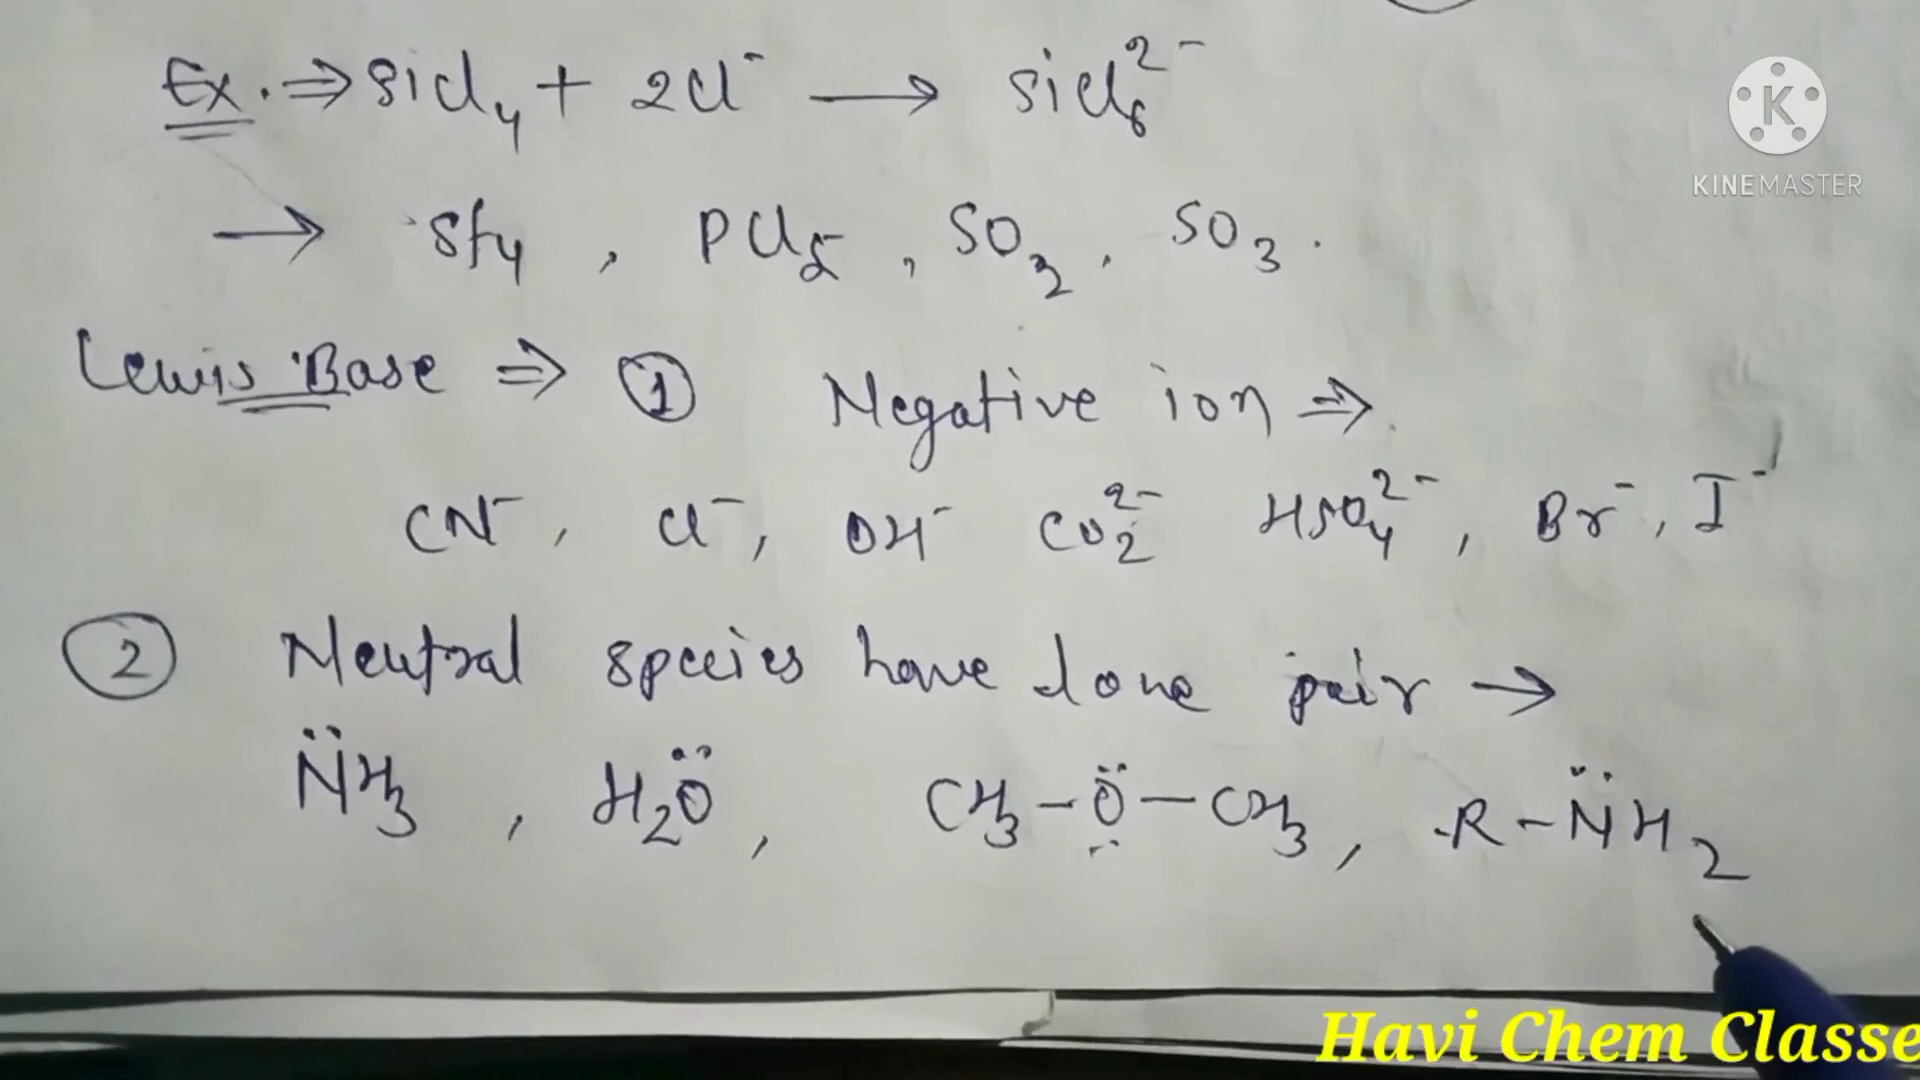 Ex. ⇒ SiCl₄ + 2Cl⁻ ⟶ SiCl₆²⁻
K
KINEMASTER
→ SF₄ , PCl₅ , SO₂ , SO₃ .
Lewis Base ⇒ ① Negative ion ⇒
CN⁻ , Cl⁻ , OH⁻ CO₂²⁻ HSO₄²⁻ , Br⁻ , I⁻
② Neutral species have lone pair →
N̈H₃ , H₂Ö , CH₃–Ö–CH₃ , R–N̈H₂
Havi Chem Classe